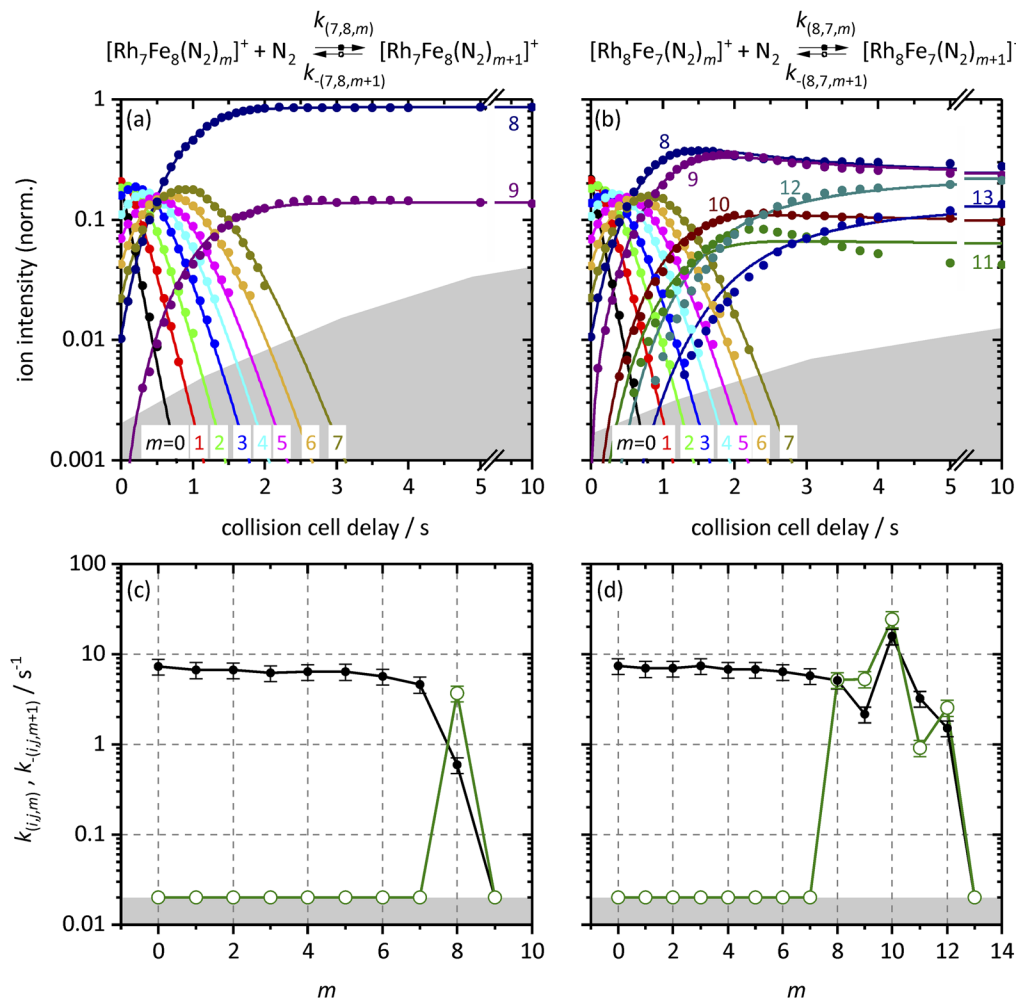 k(7,8,m) k(8,7,m)
[Rh7Fe8(N2)m]+ + N2 [Rh7Fe8(N2)m+1]+ [Rh8Fe7(N2)m]+ + N2 [Rh8Fe7(N2)m+1]
k-(7,8,m+1) k-(8,7,m+1)
1 (a) (b)
8 8
9 12
9 10 13
0.1 11
ion intensity (norm.)
0.01
m=0 1 2 3 4 5 6 7 m=0 1 2 3 4 5 6 7
0.001
0 1 2 3 4 5 10 0 1 2 3 4 5 10
collision cell delay / s collision cell delay / s
100 (c) (d)
10
1
k(i,j,m) , k-(i,j,m+1) / s-1
0.1
0.01
0 2 4 6 8 10 0 2 4 6 8 10 12 14
m m